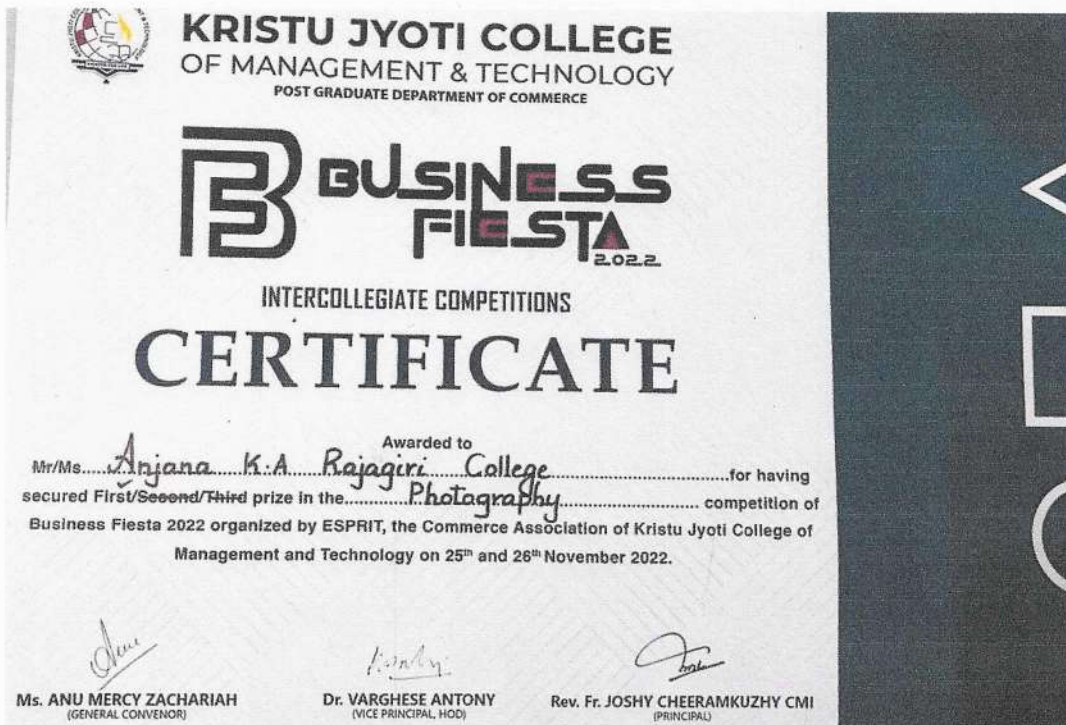 KRISTU JYOTI COLLEGE
OF MANAGEMENT & TECHNOLOGY
POST GRADUATE DEPARTMENT OF COMMERCE
B BUSINESS
FIESTA
2022
INTERCOLLEGIATE COMPETITIONS
CERTIFICATE
Awarded to
Mr/Ms.....Anjana K.A Rajagiri College.....for having
secured First/Second/Third prize in the.....Photagraphy..... competition of
Business Fiesta 2022 organized by ESPRIT, the Commerce Association of Kristu Jyoti College of
Management and Technology on 25th and 26th November 2022.
Ms. ANU MERCY ZACHARIAH Dr. VARGHESE ANTONY Rev. Fr. JOSHY CHEERAMKUZHY CMI
(GENERAL CONVENOR) (VICE PRINCIPAL, HOD) (PRINCIPAL)